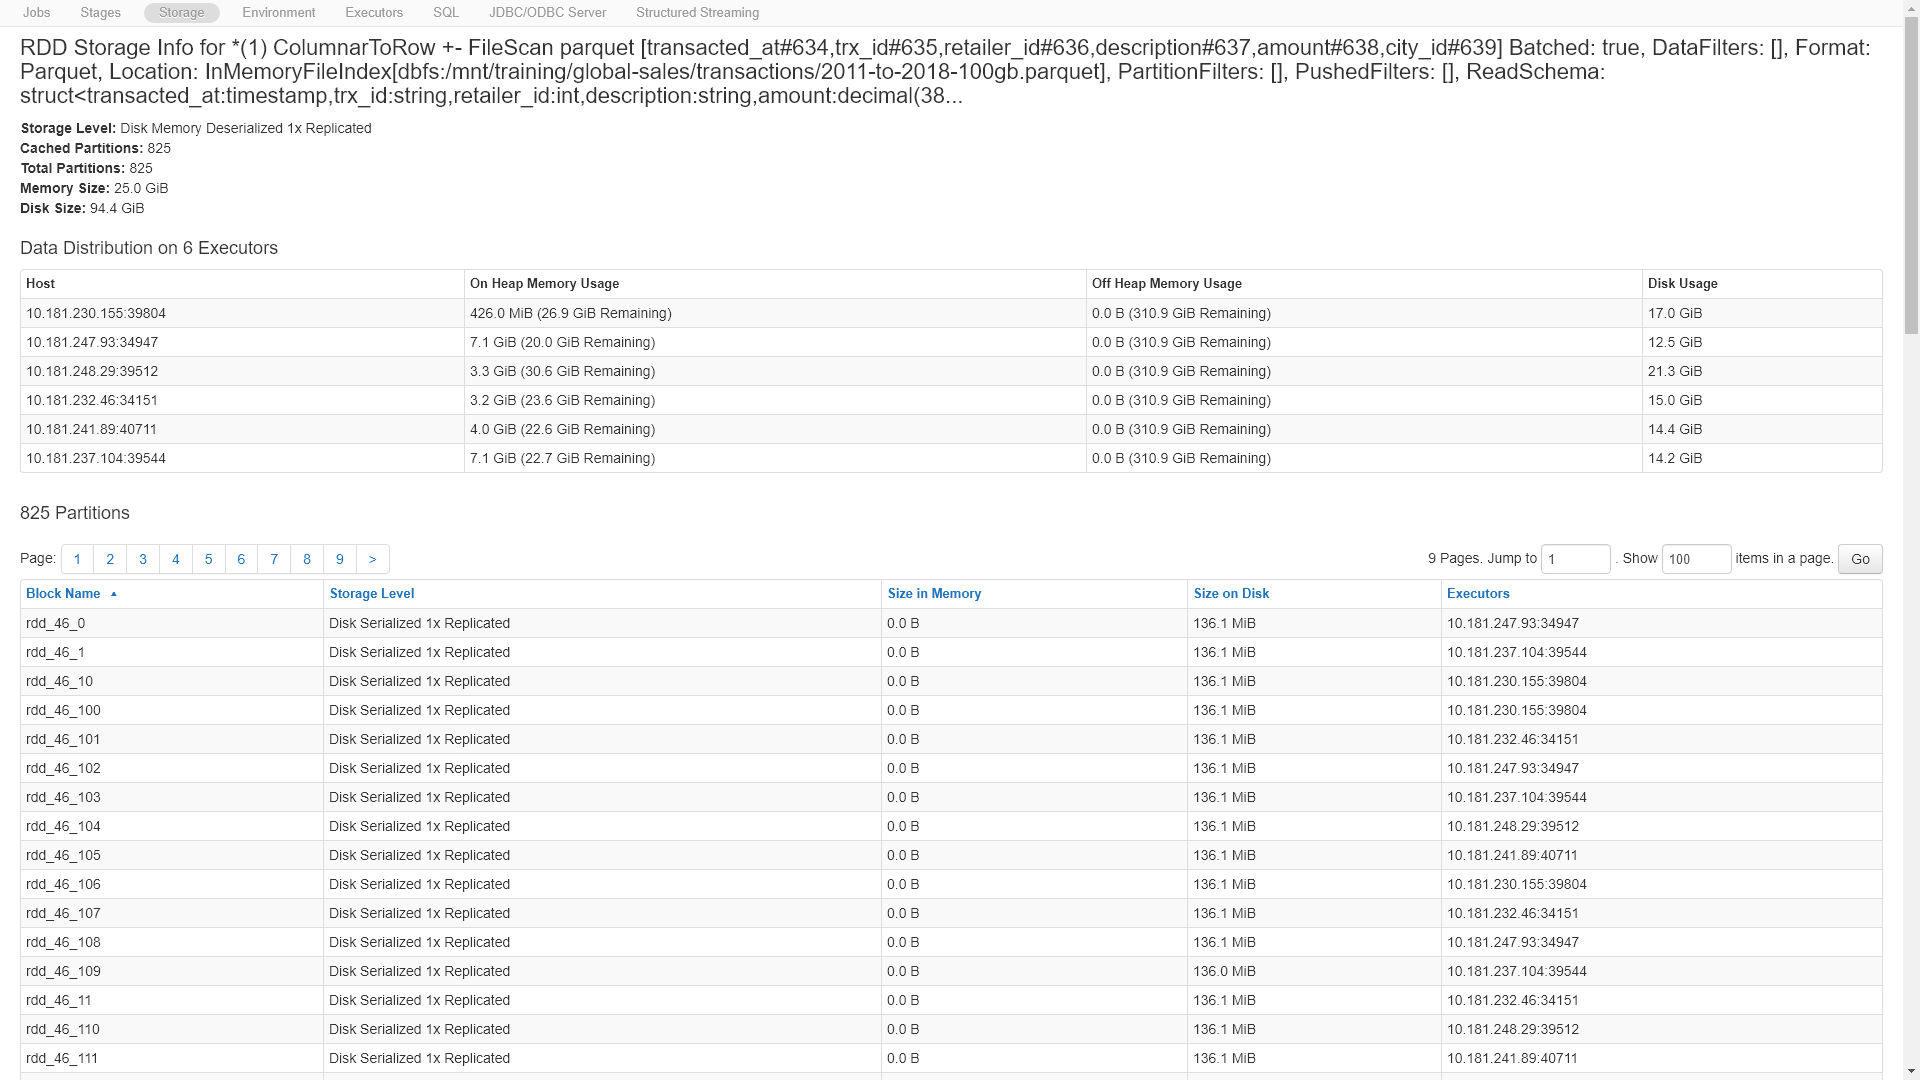 Jobs Stages Storage Environment Executors SQL JDBC/ODBC Server Structured Streaming
RDD Storage Info for *(1) ColumnarToRow +- FileScan parquet [transacted_at#634,trx_id#635,retailer_id#636,description#637,amount#638,city_id#639] Batched: true, DataFilters: [], Format:
Parquet, Location: InMemoryFileIndex[dbfs:/mnt/training/global-sales/transactions/2011-to-2018-100gb.parquet], PartitionFilters: [], PushedFilters: [], ReadSchema:
struct<transacted_at:timestamp,trx_id:string,retailer_id:int,description:string,amount:decimal(38...
Storage Level: Disk Memory Deserialized 1x Replicated
Cached Partitions: 825
Total Partitions: 825
Memory Size: 25.0 GiB
Disk Size: 94.4 GiB
Data Distribution on 6 Executors
Host On Heap Memory Usage Off Heap Memory Usage Disk Usage
10.181.230.155:39804 426.0 MiB (26.9 GiB Remaining) 0.0 B (310.9 GiB Remaining) 17.0 GiB
10.181.247.93:34947 7.1 GiB (20.0 GiB Remaining) 0.0 B (310.9 GiB Remaining) 12.5 GiB
10.181.248.29:39512 3.3 GiB (30.6 GiB Remaining) 0.0 B (310.9 GiB Remaining) 21.3 GiB
10.181.232.46:34151 3.2 GiB (23.6 GiB Remaining) 0.0 B (310.9 GiB Remaining) 15.0 GiB
10.181.241.89:40711 4.0 GiB (22.6 GiB Remaining) 0.0 B (310.9 GiB Remaining) 14.4 GiB
10.181.237.104:39544 7.1 GiB (22.7 GiB Remaining) 0.0 B (310.9 GiB Remaining) 14.2 GiB
825 Partitions
Page: 1 2 3 4 5 6 7 8 9 > 9 Pages. Jump to 1 . Show 100 items in a page. Go
Block Name ▲ Storage Level Size in Memory Size on Disk Executors
rdd_46_0 Disk Serialized 1x Replicated 0.0 B 136.1 MiB 10.181.247.93:34947
rdd_46_1 Disk Serialized 1x Replicated 0.0 B 136.1 MiB 10.181.237.104:39544
rdd_46_10 Disk Serialized 1x Replicated 0.0 B 136.1 MiB 10.181.230.155:39804
rdd_46_100 Disk Serialized 1x Replicated 0.0 B 136.1 MiB 10.181.230.155:39804
rdd_46_101 Disk Serialized 1x Replicated 0.0 B 136.1 MiB 10.181.232.46:34151
rdd_46_102 Disk Serialized 1x Replicated 0.0 B 136.1 MiB 10.181.247.93:34947
rdd_46_103 Disk Serialized 1x Replicated 0.0 B 136.1 MiB 10.181.237.104:39544
rdd_46_104 Disk Serialized 1x Replicated 0.0 B 136.1 MiB 10.181.248.29:39512
rdd_46_105 Disk Serialized 1x Replicated 0.0 B 136.1 MiB 10.181.241.89:40711
rdd_46_106 Disk Serialized 1x Replicated 0.0 B 136.1 MiB 10.181.230.155:39804
rdd_46_107 Disk Serialized 1x Replicated 0.0 B 136.1 MiB 10.181.232.46:34151
rdd_46_108 Disk Serialized 1x Replicated 0.0 B 136.1 MiB 10.181.247.93:34947
rdd_46_109 Disk Serialized 1x Replicated 0.0 B 136.0 MiB 10.181.237.104:39544
rdd_46_11 Disk Serialized 1x Replicated 0.0 B 136.1 MiB 10.181.232.46:34151
rdd_46_110 Disk Serialized 1x Replicated 0.0 B 136.1 MiB 10.181.248.29:39512
rdd_46_111 Disk Serialized 1x Replicated 0.0 B 136.1 MiB 10.181.241.89:40711